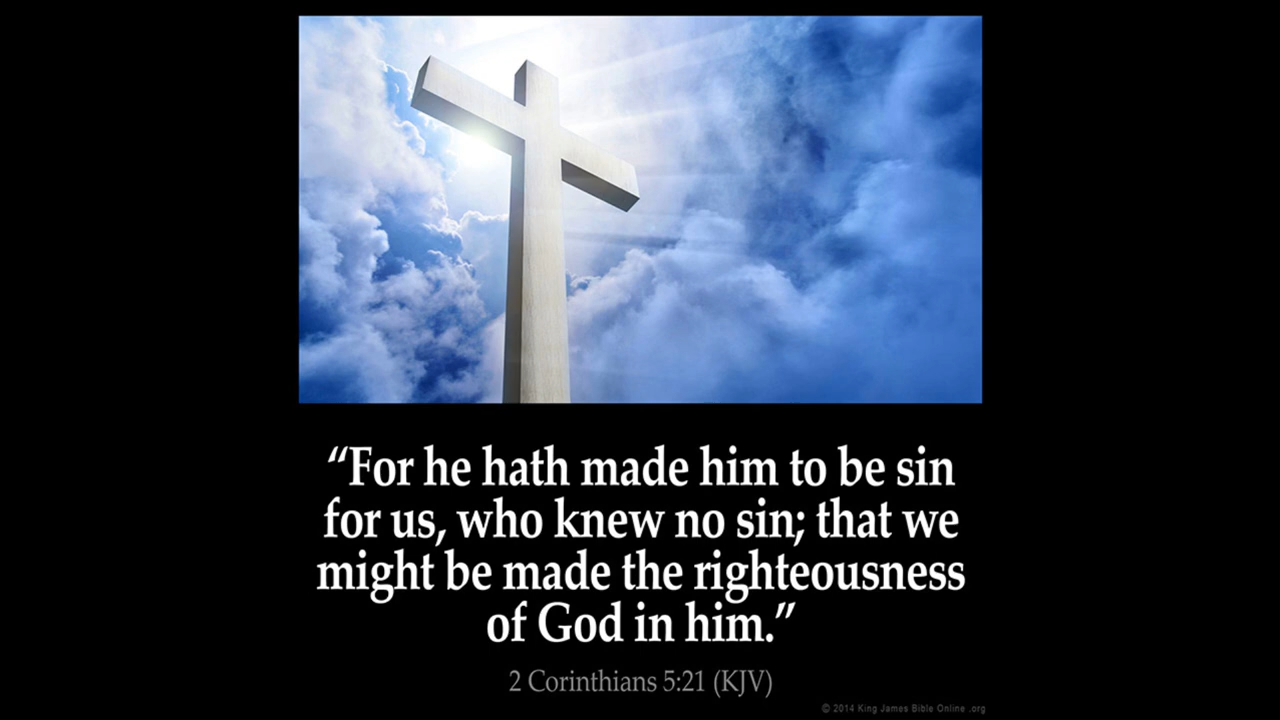 “For he hath made him to be sin
for us, who knew no sin; that we
might be made the righteousness
of God in him.”
2 Corinthians 5:21 (KJV)
© 2014 King James Bible Online .org